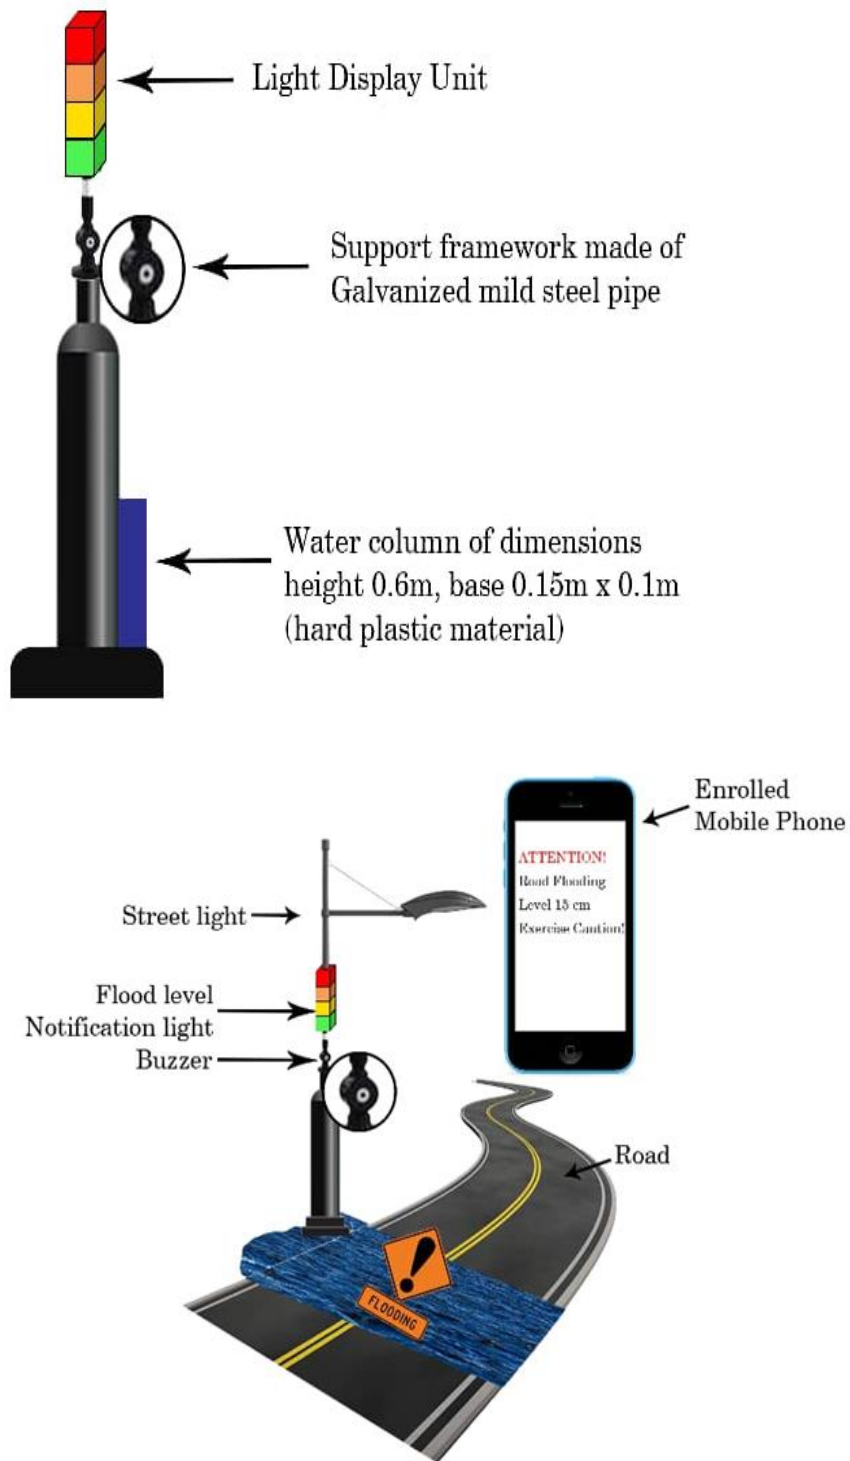 Light Display Unit
Support framework made of
Galvanized mild steel pipe
Water column of dimensions
height 0.6m, base 0.15m x 0.1m
(hard plastic material)
Enrolled
Mobile Phone
ATTENTION!
Road Flooding
Level 15 cm
Exercise Caution!
Street light
Flood level
Notification light
Buzzer
Road
FLOODING